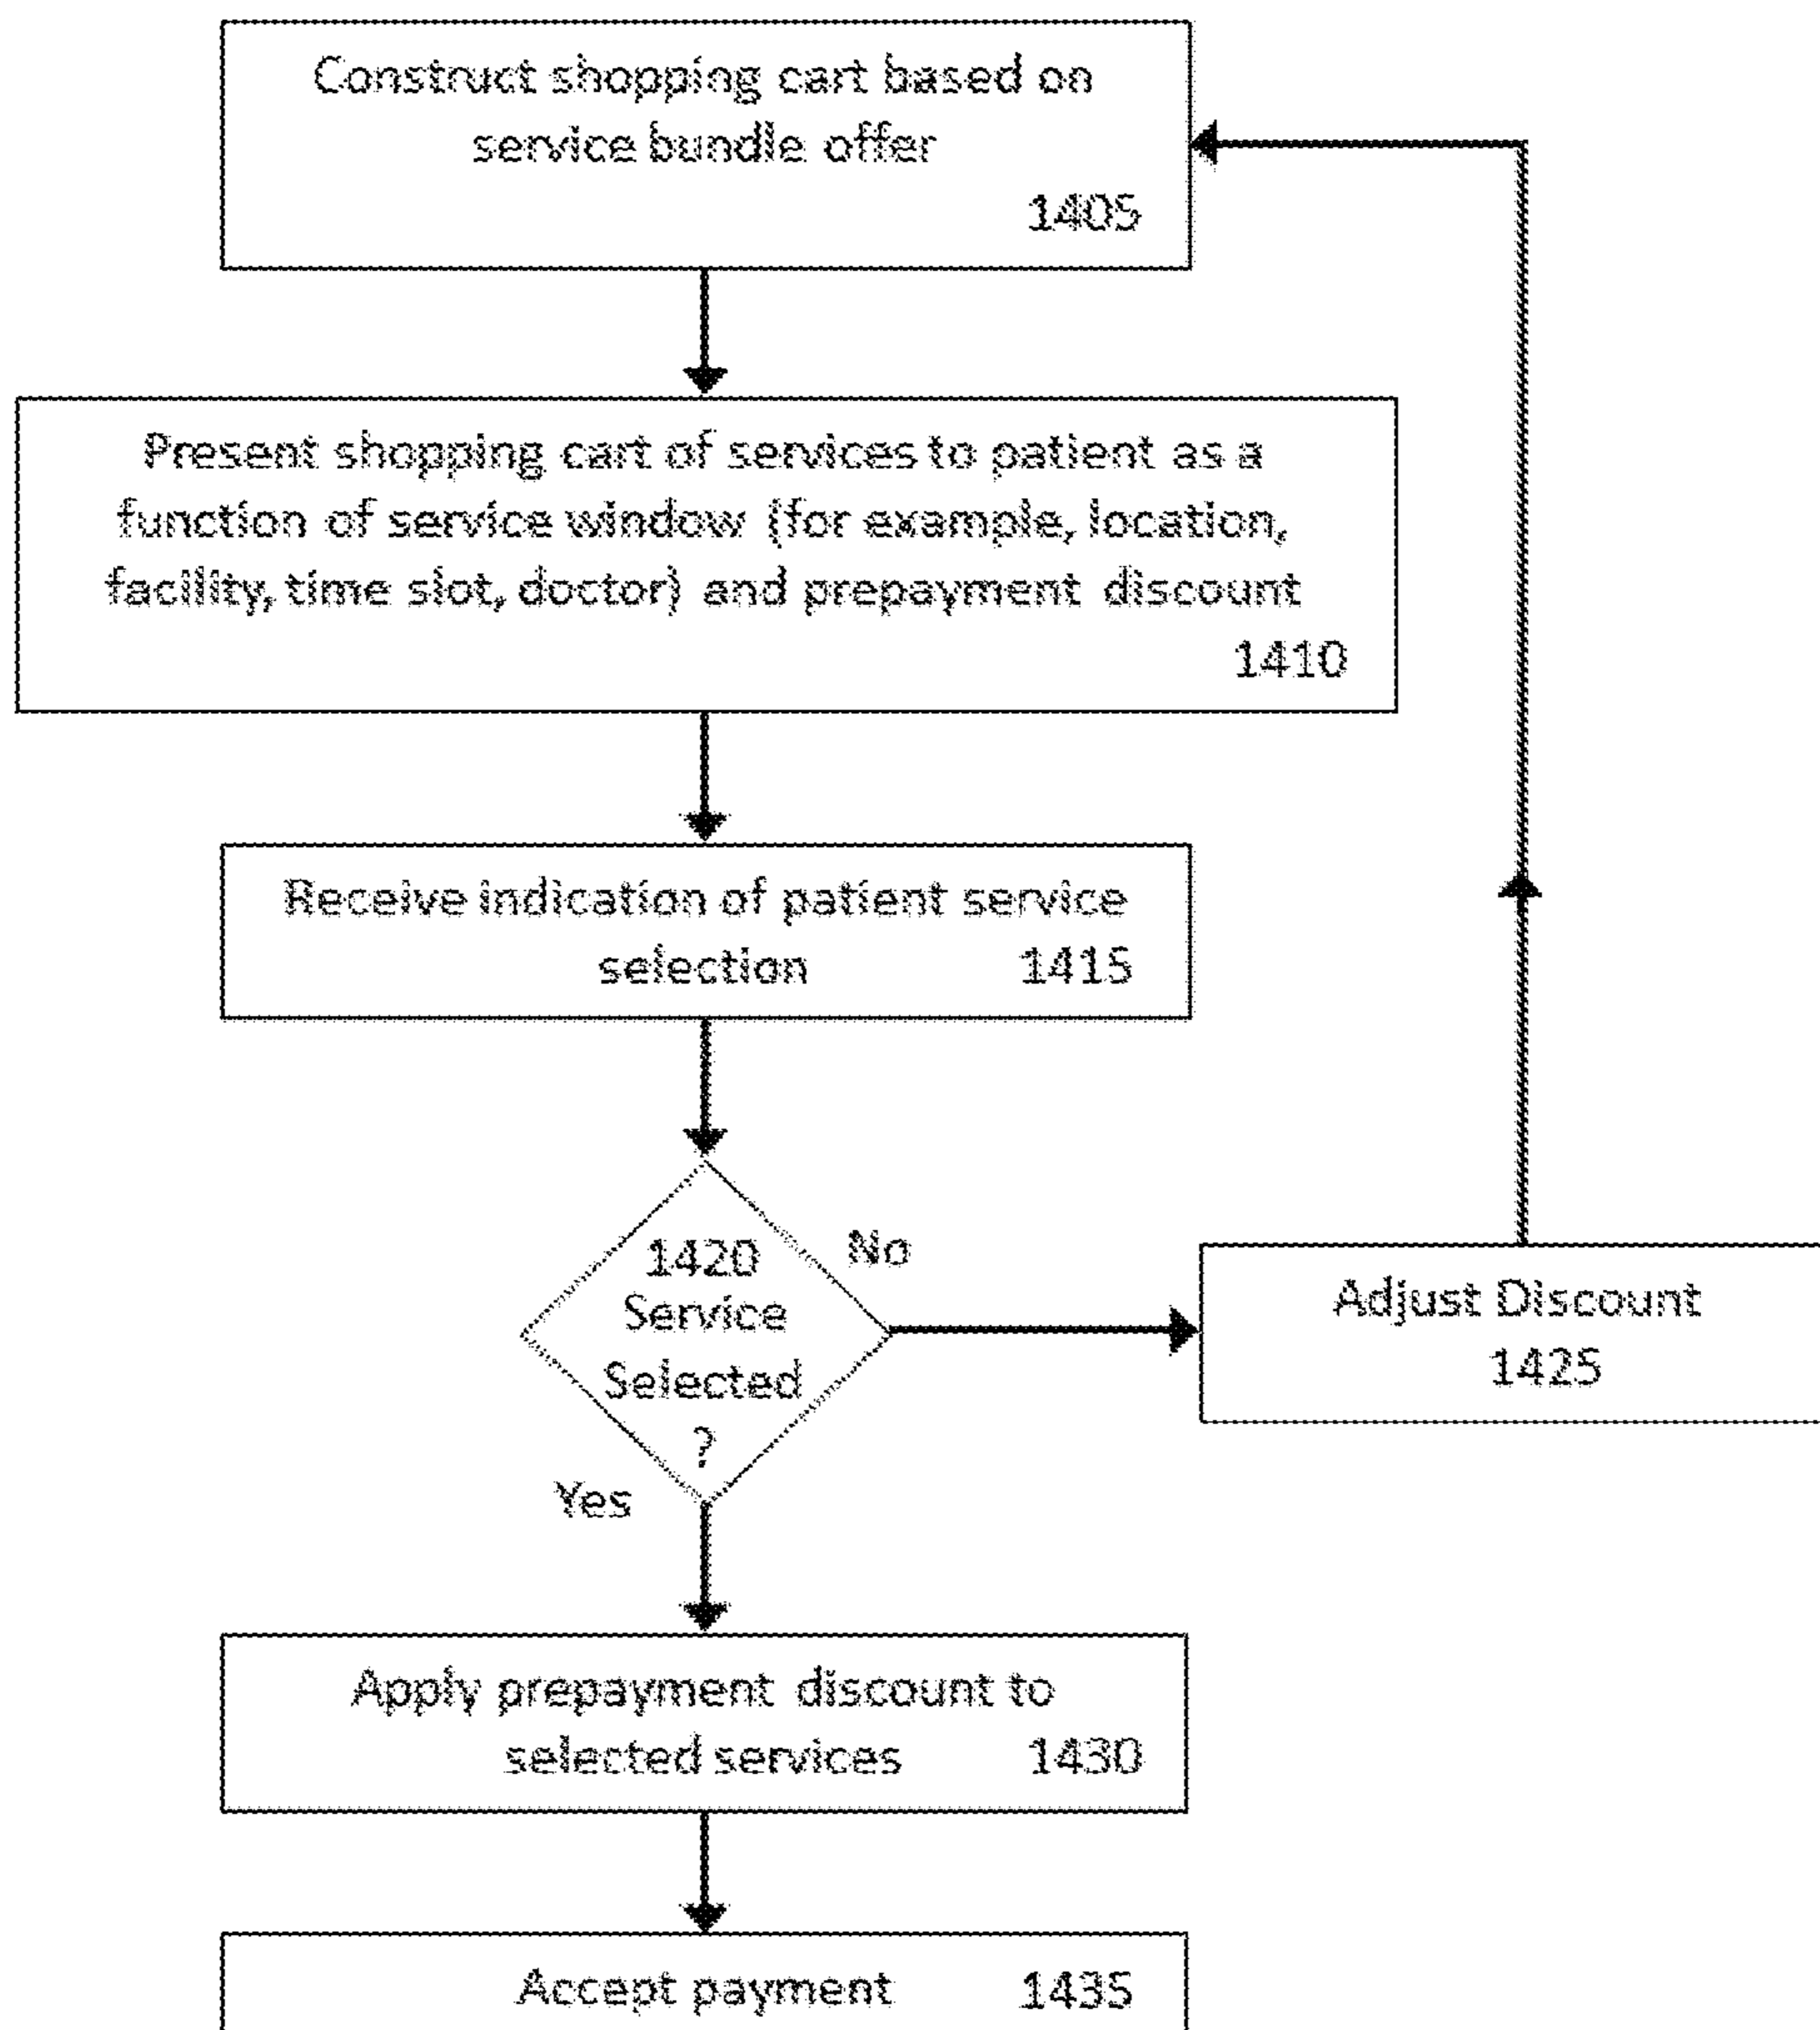 Construct shopping cart based on
service bundle offer
1405
Present shopping cart of services to patient as a
function of service window (for example, location,
facility, time slot, doctor) and prepayment discount
1410
Receive indication of patient service
selection 1415
1420
Service
Selected
?
No
Adjust Discount
1425
Yes
Apply prepayment discount to
selected services 1430
Accept payment 1435